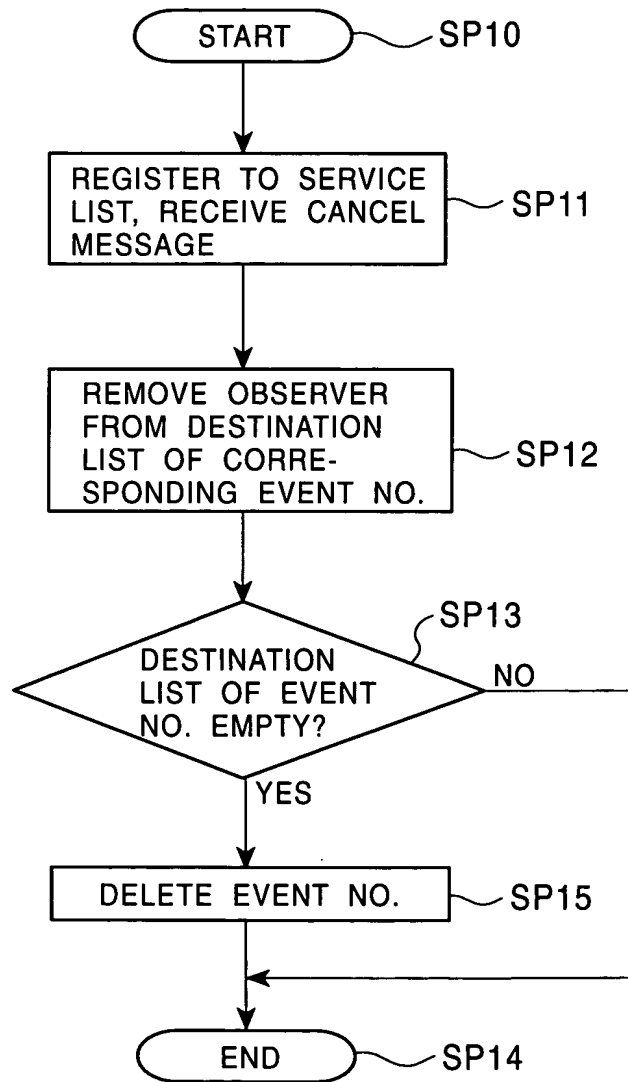 START
SP10
REGISTER TO SERVICE
LIST, RECEIVE CANCEL
MESSAGE
SP11
REMOVE OBSERVER
FROM DESTINATION
LIST OF CORRE-
SPONDING EVENT NO.
SP12
SP13
DESTINATION
LIST OF EVENT
NO. EMPTY?
NO
YES
DELETE EVENT NO.
SP15
END
SP14